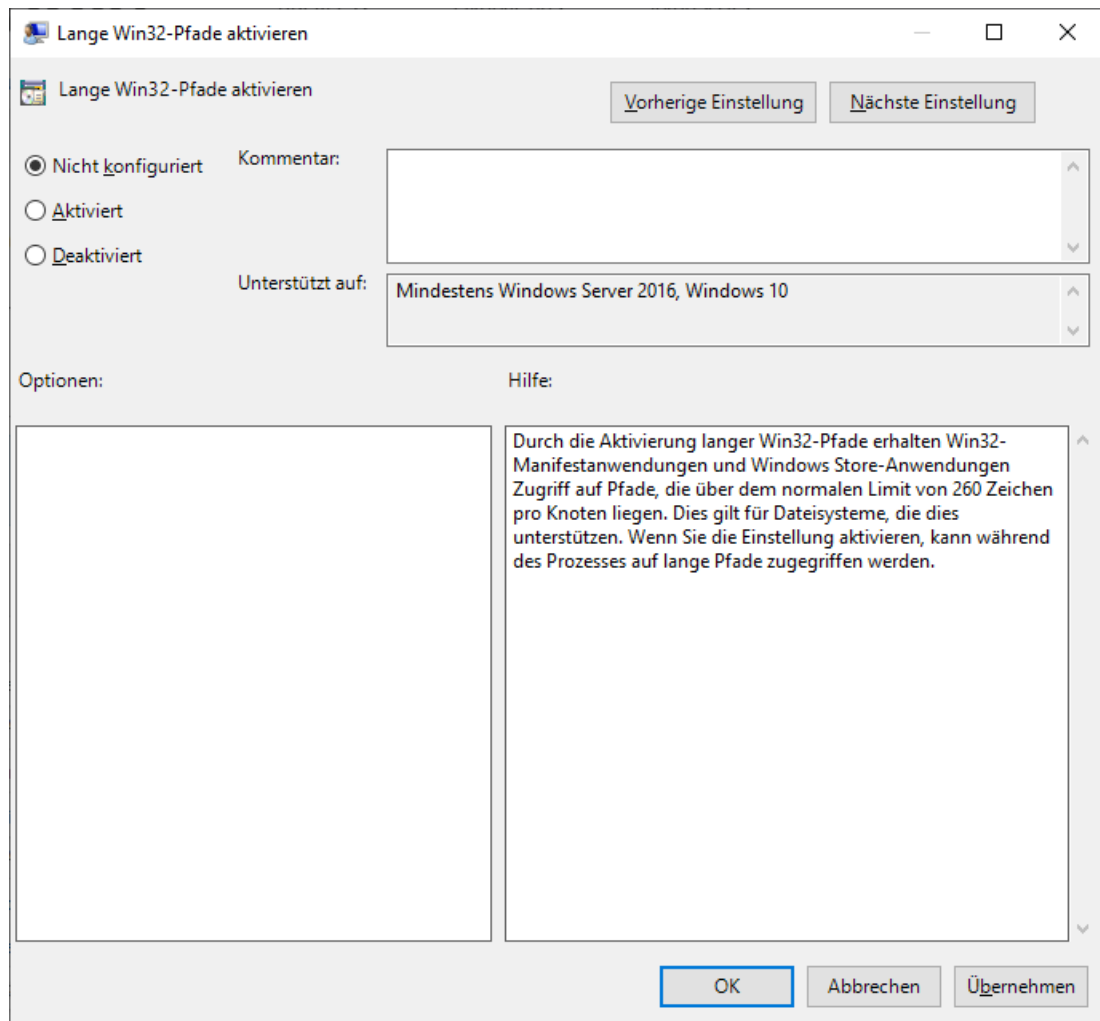 Lange Win32-Pfade aktivieren
Lange Win32-Pfade aktivieren
Vorherige Einstellung
Nächste Einstellung
Nicht konfiguriert
Kommentar:
Aktiviert
Deaktiviert
Unterstützt auf:
Mindestens Windows Server 2016, Windows 10
Optionen:
Hilfe:
Durch die Aktivierung langer Win32-
Manifestanwendungen und Windows Store-Anwendungen
Zugriff auf Pfade, die über dem normalen Limit von 260 Zeichen
pro Knoten liegen. Dies gilt für Dateisysteme, die dies
unterstützen. Wenn Sie die Einstellung aktivieren, kann während
des Prozesses auf lange Pfade zugegriffen werden.
OK
Abbrechen
Übernehmen